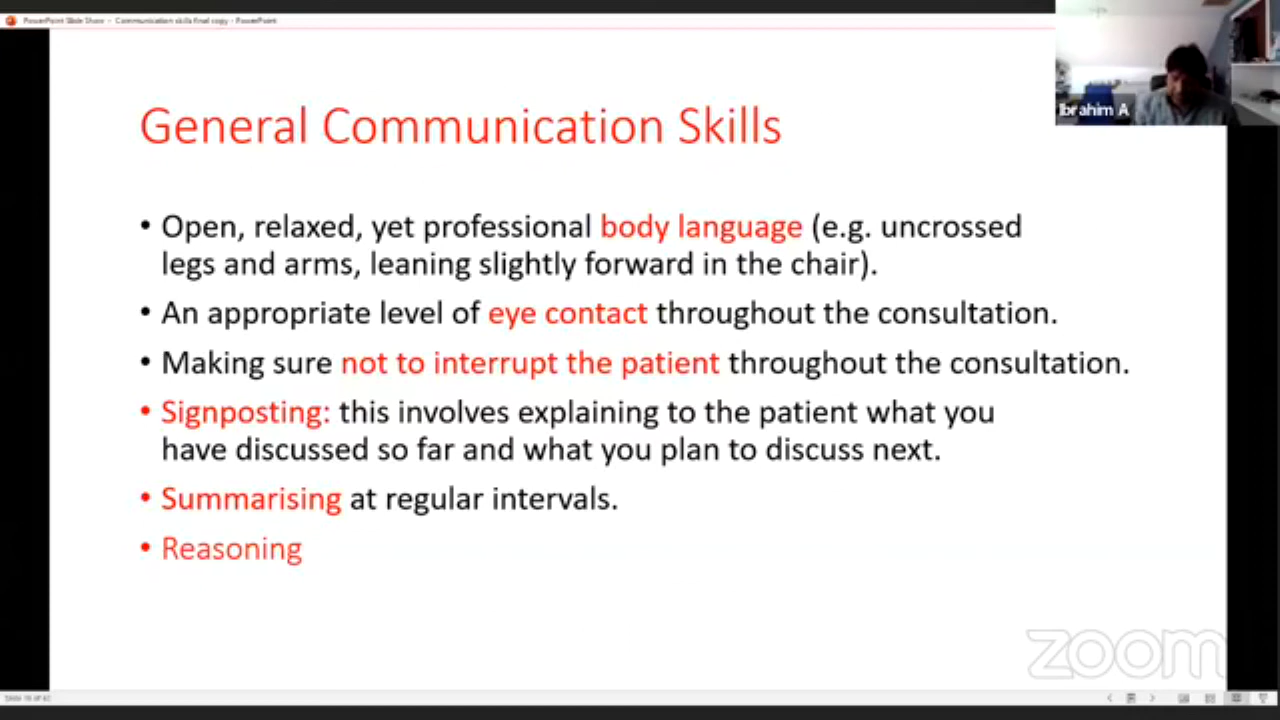 PowerPoint Slide Show - Communication skills final copy - PowerPoint
Ibrahim A
General Communication Skills
• Open, relaxed, yet professional body language (e.g. uncrossed
legs and arms, leaning slightly forward in the chair).
• An appropriate level of eye contact throughout the consultation.
• Making sure not to interrupt the patient throughout the consultation.
• Signposting: this involves explaining to the patient what you
have discussed so far and what you plan to discuss next.
• Summarising at regular intervals.
• Reasoning
zoom